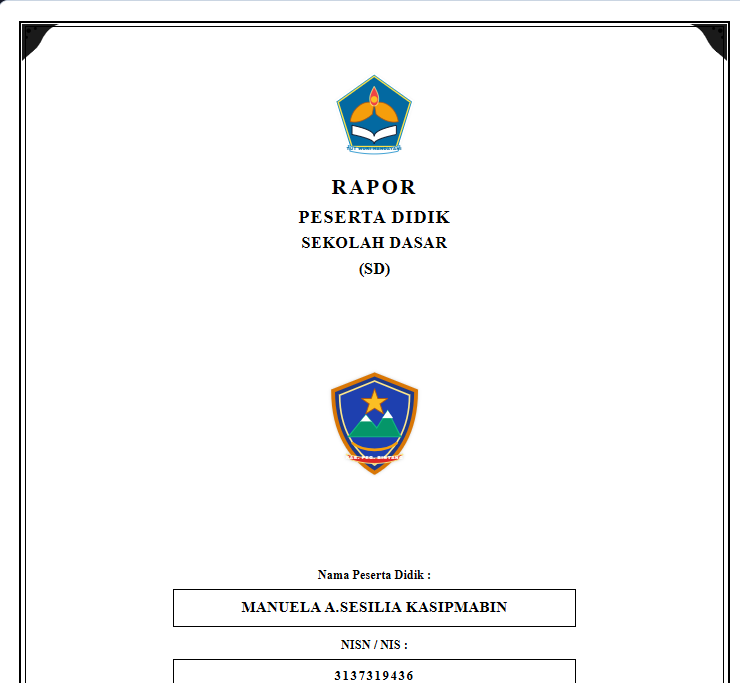 RAPOR
PESERTA DIDIK
SEKOLAH DASAR
(SD)
Nama Peserta Didik :
MANUELA A.SESILIA KASIPMABIN
NISN / NIS :
3137319436